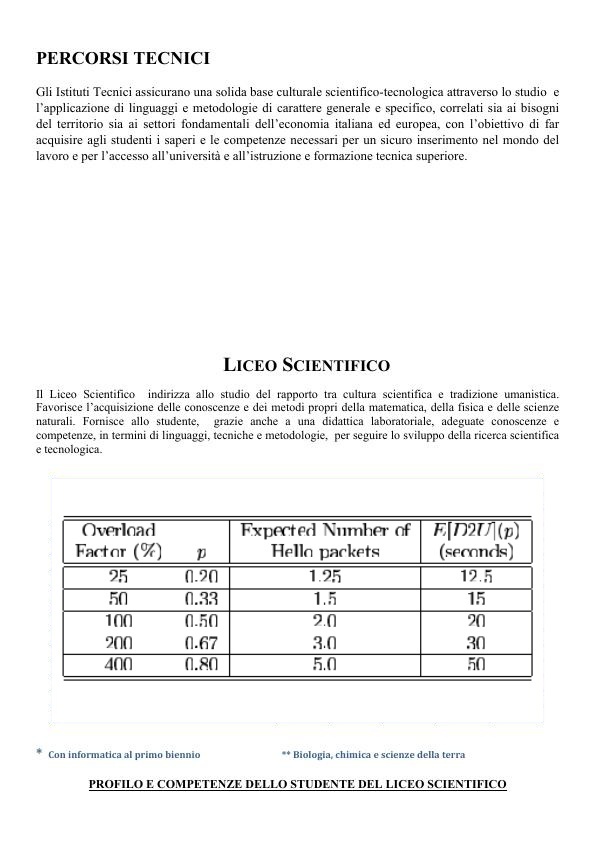 PERCORSI TECNICI
Gli Istituti Tecnici assicurano una solida base culturale scientifico-tecnologica attraverso lo studio e
l’applicazione di linguaggi e metodologie di carattere generale e specifico, correlati sia ai bisogni
del territorio sia ai settori fondamentali dell’economia italiana ed europea, con l’obiettivo di far
acquisire agli studenti i saperi e le competenze necessari per un sicuro inserimento nel mondo del
lavoro e per l’accesso all’università e all’istruzione e formazione tecnica superiore.
LICEO SCIENTIFICO
Il Liceo Scientifico indirizza allo studio del rapporto tra cultura scientifica e tradizione umanistica.
Favorisce l’acquisizione delle conoscenze e dei metodi propri della matematica, della fisica e delle scienze
naturali. Fornisce allo studente, grazie anche a una didattica laboratoriale, adeguate conoscenze e
competenze, in termini di linguaggi, tecniche e metodologie, per seguire lo sviluppo della ricerca scientifica
e tecnologica.
Overload Expected Number of E[D2U](p)
Factor (%) p Hello packets (seconds)
25 0.20 1.25 12.5
50 0.33 1.5 15
100 0.50 2.0 20
200 0.67 3.0 30
400 0.80 5.0 50
* Con informatica al primo biennio ** Biologia, chimica e scienze della terra
PROFILO E COMPETENZE DELLO STUDENTE DEL LICEO SCIENTIFICO